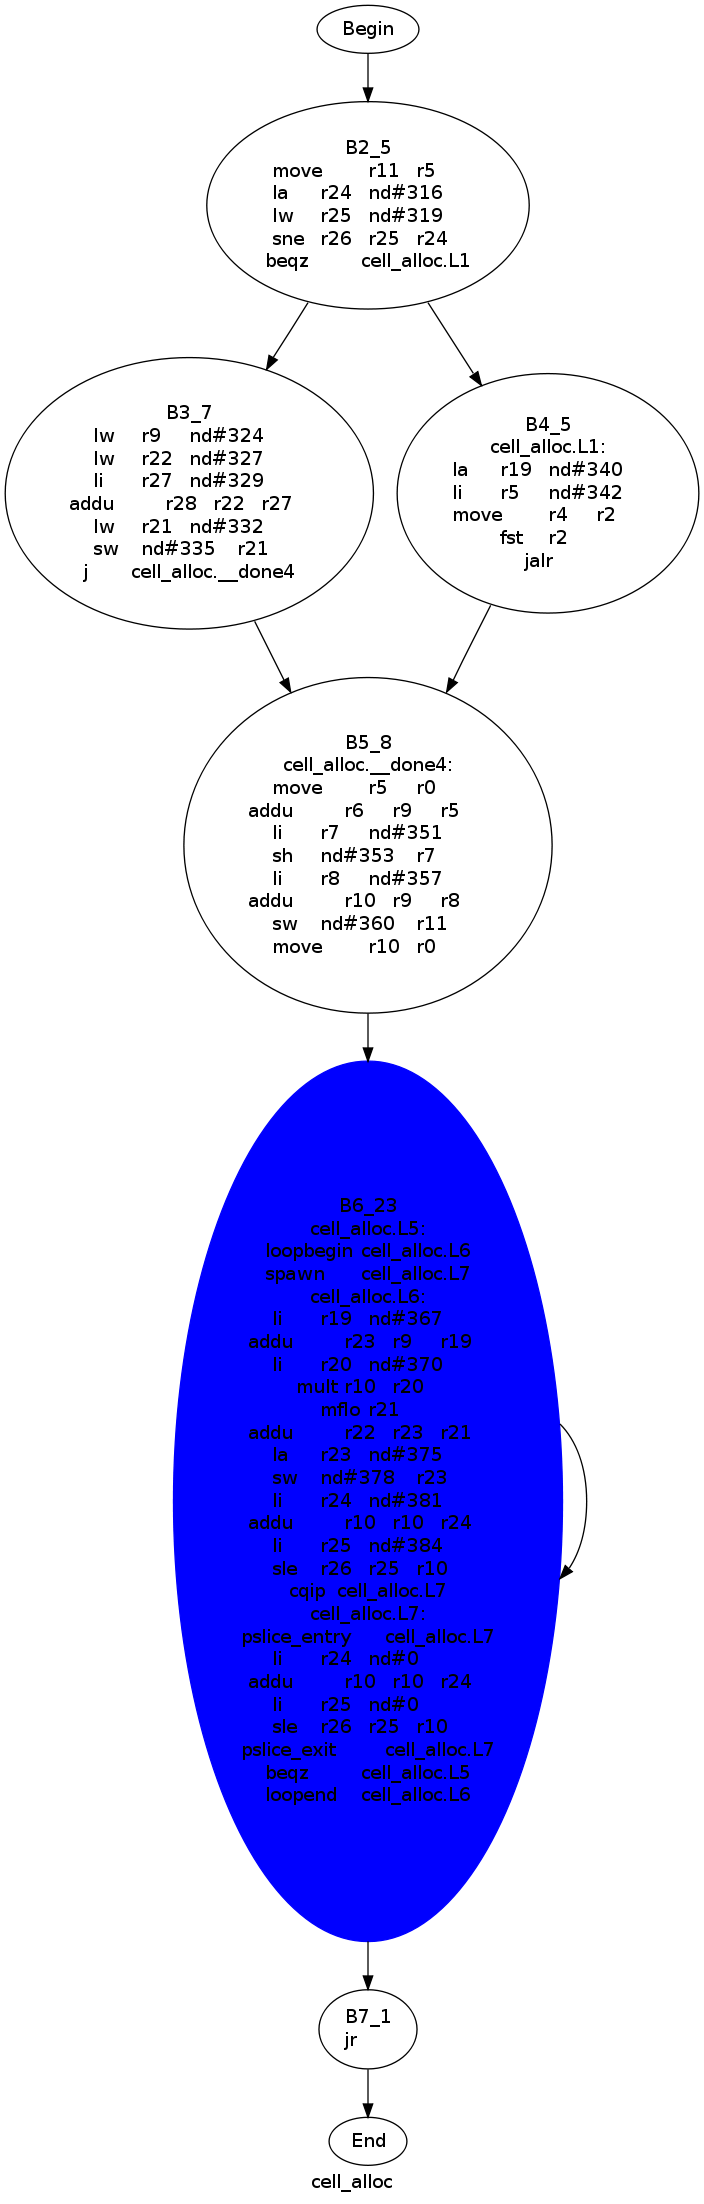 Begin
B2_5
move r11 r5
la r24 nd#316
lw r25 nd#319
sne r26 r25 r24
beqz cell_alloc.L1
B3_7
lw r9 nd#324
lw r22 nd#327
li r27 nd#329
addu r28 r22 r27
lw r21 nd#332
sw nd#335 r21
j cell_alloc.__done4
B4_5
cell_alloc.L1:
la r19 nd#340
li r5 nd#342
move r4 r2
fst r2
jalr
B5_8
cell_alloc.__done4:
move r5 r0
addu r6 r9 r5
li r7 nd#351
sh nd#353 r7
li r8 nd#357
addu r10 r9 r8
sw nd#360 r11
move r10 r0
B6_23
cell_alloc.L5:
loopbegin cell_alloc.L6
spawn cell_alloc.L7
cell_alloc.L6:
li r19 nd#367
addu r23 r9 r19
li r20 nd#370
mult r10 r20
mflo r21
addu r22 r23 r21
la r23 nd#375
sw nd#378 r23
li r24 nd#381
addu r10 r10 r24
li r25 nd#384
sle r26 r25 r10
cqip cell_alloc.L7
cell_alloc.L7:
pslice_entry cell_alloc.L7
li r24 nd#0
addu r10 r10 r24
li r25 nd#0
sle r26 r25 r10
pslice_exit cell_alloc.L7
beqz cell_alloc.L5
loopend cell_alloc.L6
B7_1
jr
End
cell_alloc